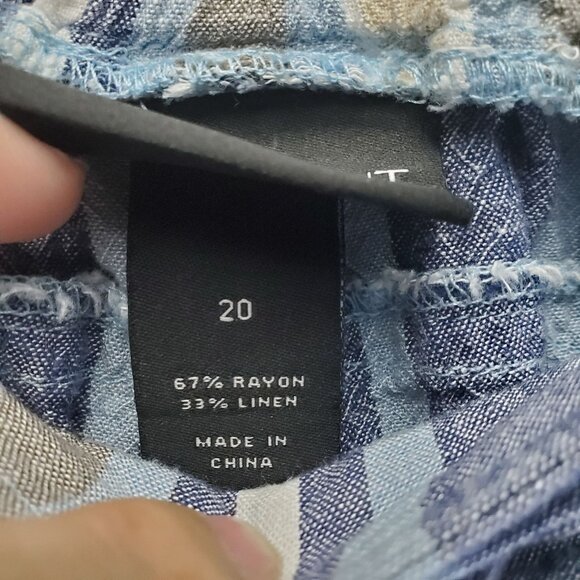 20
67% RAYON
33% LINEN
MADE IN
CHINA